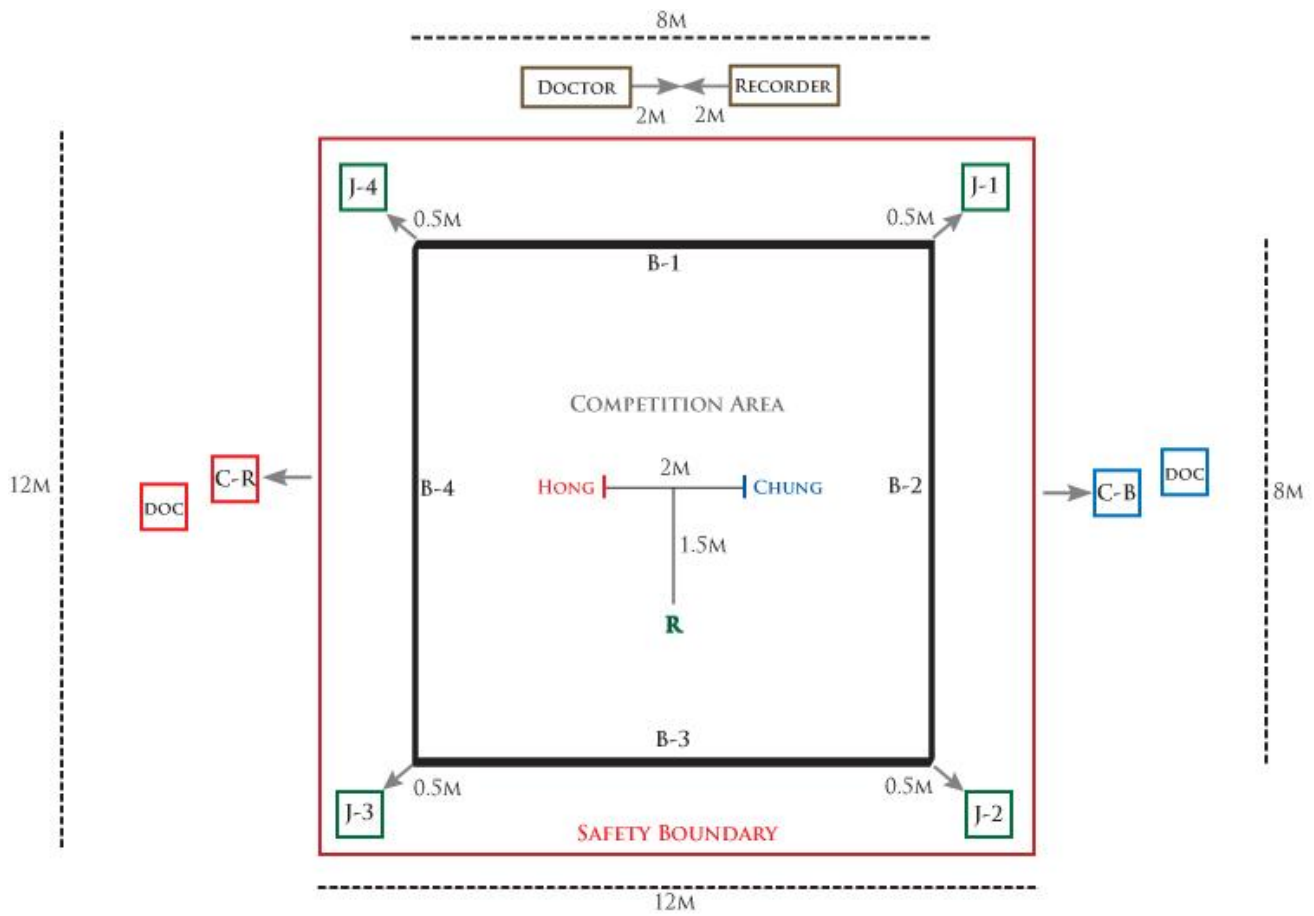 8M
DOCTOR
RECORDER
2M
2M
J-4
J-1
0.5M
0.5M
B-1
COMPETITION AREA
12M
C-R
DOC
B-4
HONG
2M
CHUNG
B-2
C-B
DOC
8M
1.5M
R
B-3
0.5M
0.5M
J-3
J-2
SAFETY BOUNDARY
12M